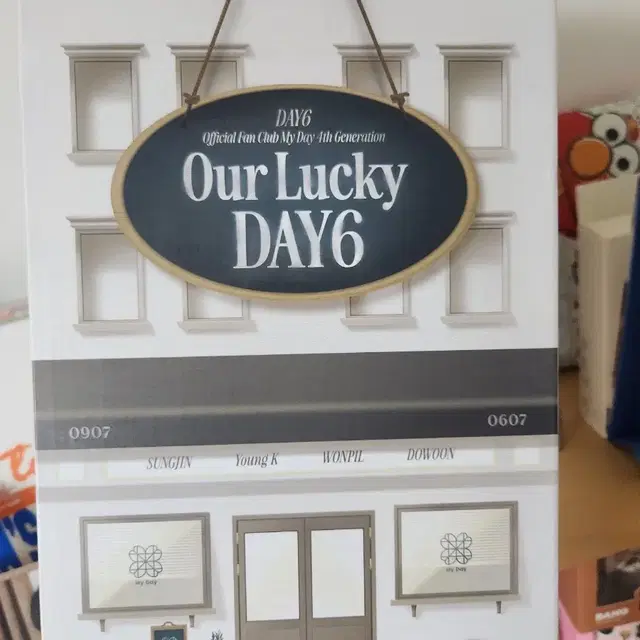 DAY6
Official Fan Club My Day 4th Generation
Our Lucky
DAY6
0907
0607
SUNGJIN Young K WONPIL DOWOON
My Day
My Day